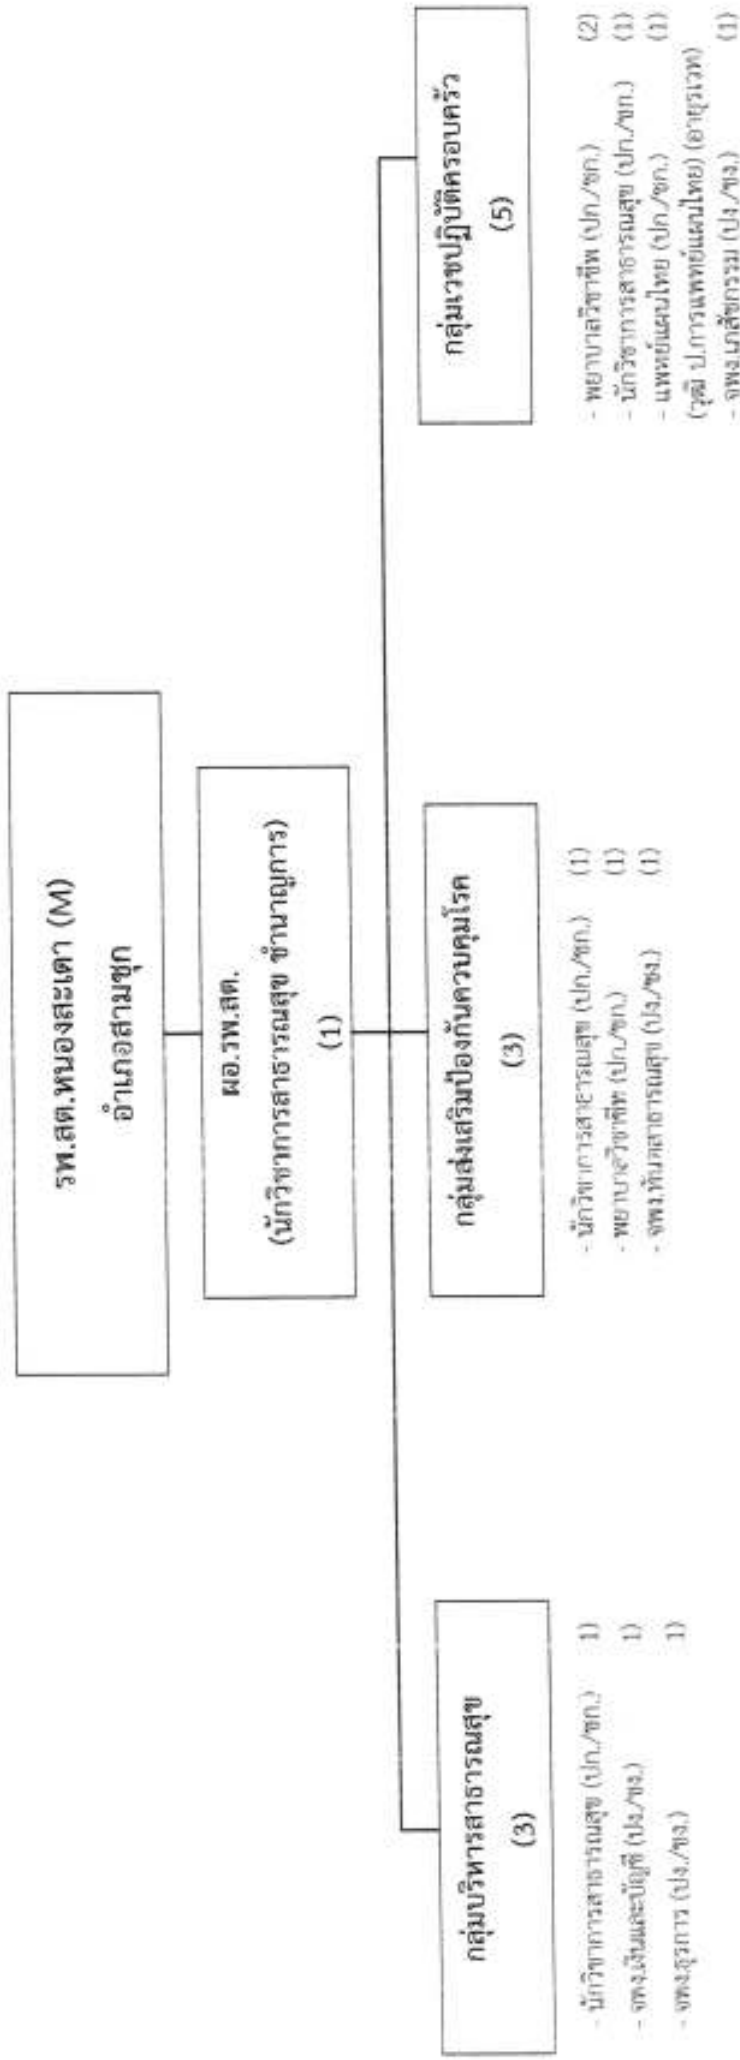 รพ.สต.หนองสะเดา (M)
อำเภอสามชุก
ผอ.รพ.สต.
(นักวิชาการสาธารณสุข ชำนาญการ)
(1)
กลุ่มบริหารสาธารณสุข
(3)
- นักวิชาการสาธารณสุข (ปก./ชก.) 1)
- จพง.เงินและบัญชี (ปง./ชง.) 1)
- จพง.ธุรการ (ปง./ชง.) 1)
กลุ่มส่งเสริมป้องกันควบคุมโรค
(3)
- นักวิชาการสาธารณสุข (ปก./ชก.) (1)
- พยาบาลวิชาชีพ (ปก./ชก.) (1)
- จพง.ทันตสาธารณสุข (ปง./ชง.) (1)
กลุ่มเวชปฏิบัติครอบครัว
(5)
- พยาบาลวิชาชีพ (ปก./ชก.) (2)
- นักวิชาการสาธารณสุข (ปก./ชก.) (1)
- แพทย์แผนไทย (ปก./ชก.) (1)
(วุฒิ ป.การแพทย์แผนไทย) (อายุรเวท)
- จพง.เภสัชกรรม (ปง./ชง.) (1)